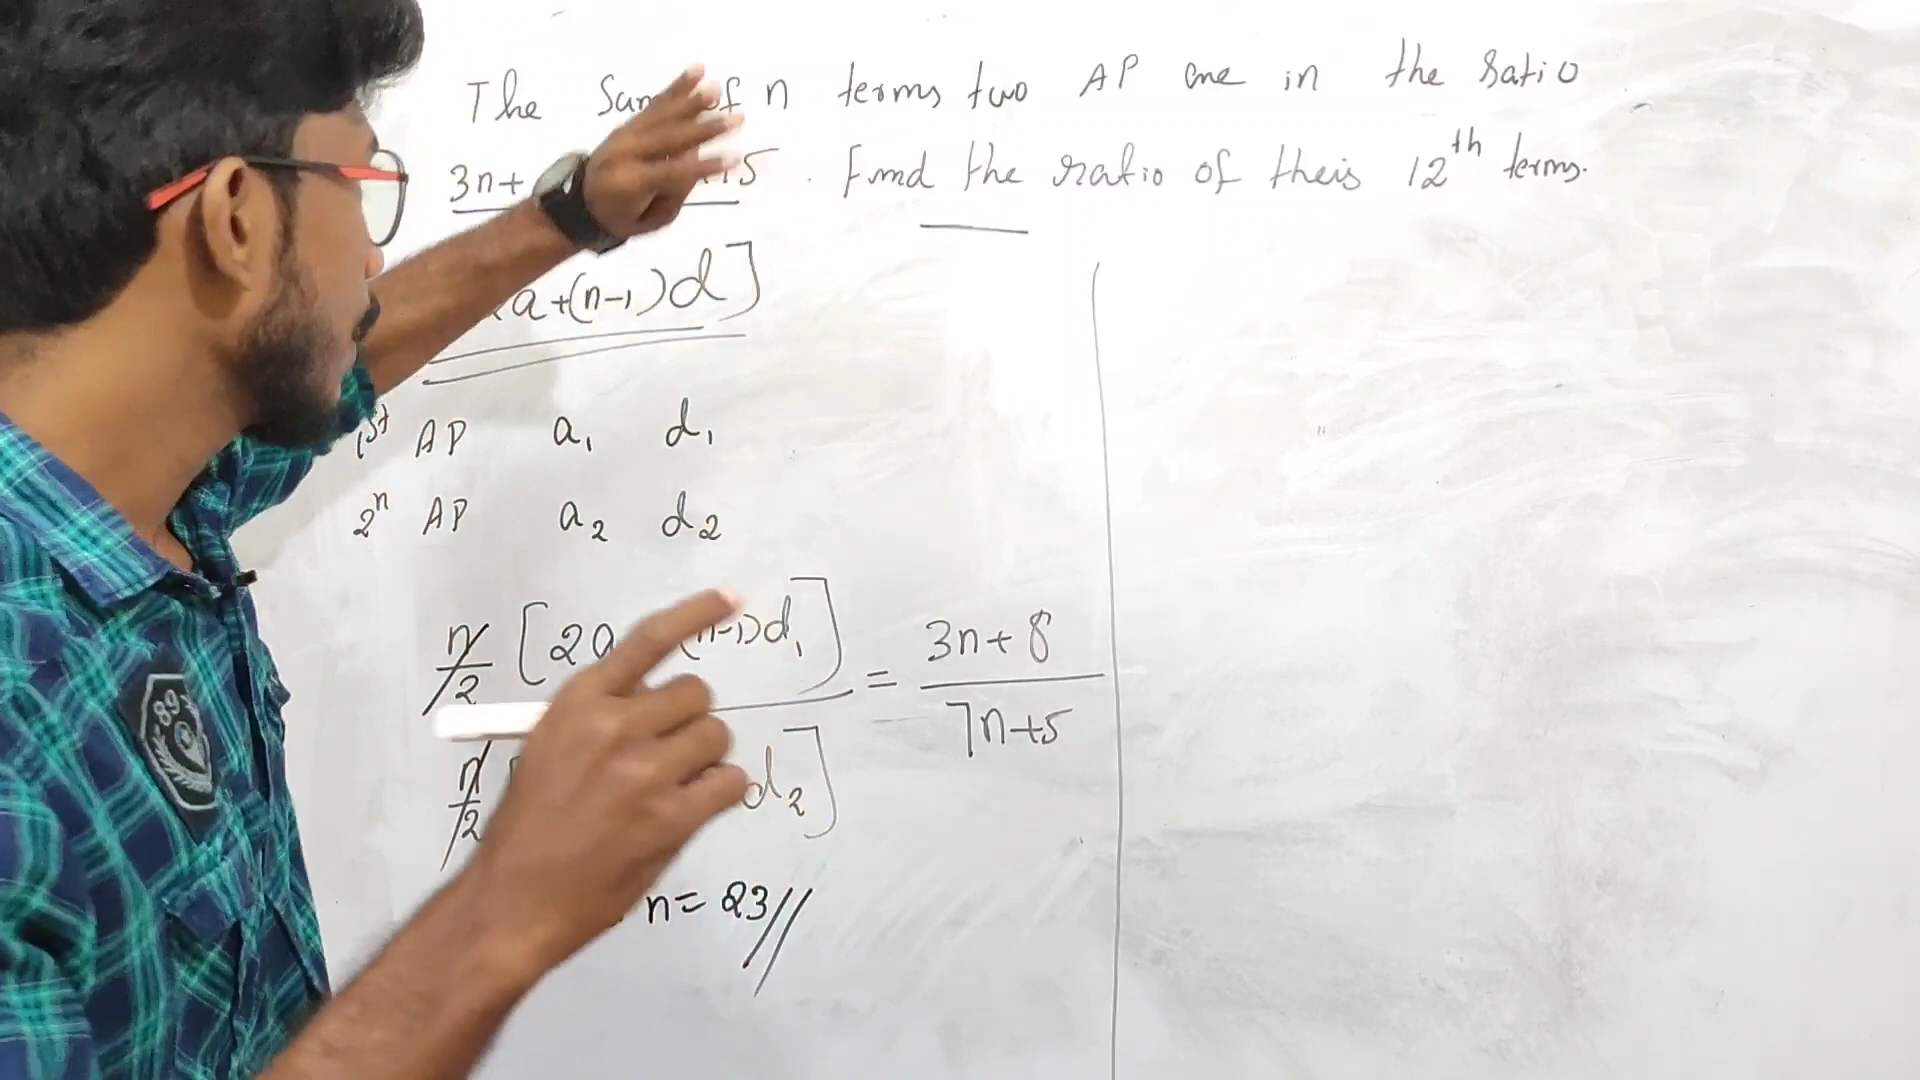 The Sum of n terms two AP are in the ratio
3n+ +5 . Find the ratio of their 12th terms.
a+(n-1)d]
1st AP a1 d1
2n AP a2 d2
n/2 [2a (n-1)d1] = 3n+8
n/2 [ d2] 7n+5
n=23//
89